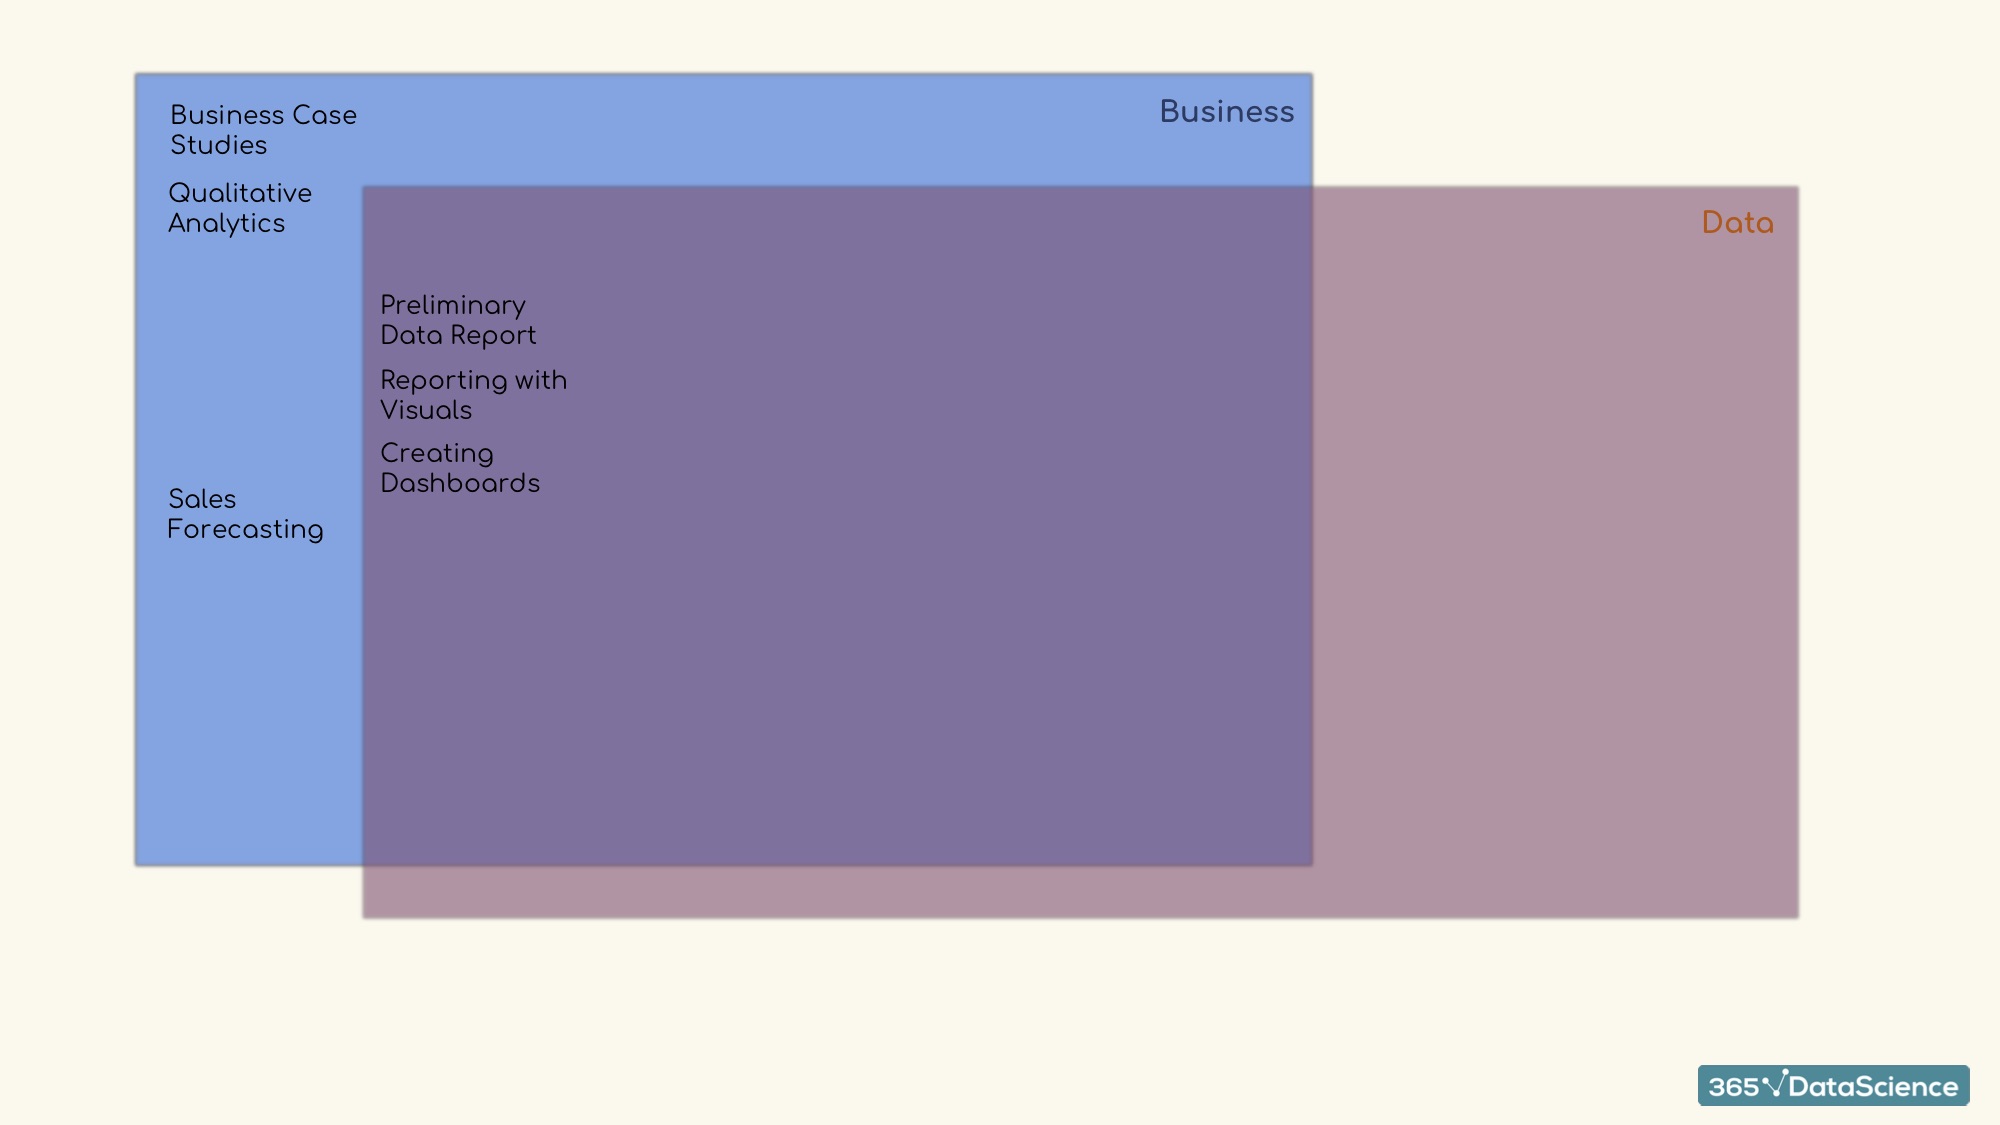 Business Case
Studies
Business
Qualitative
Analytics
Data
Preliminary
Data Report
Reporting with
Visuals
Creating
Dashboards
Sales
Forecasting
365 DataScience